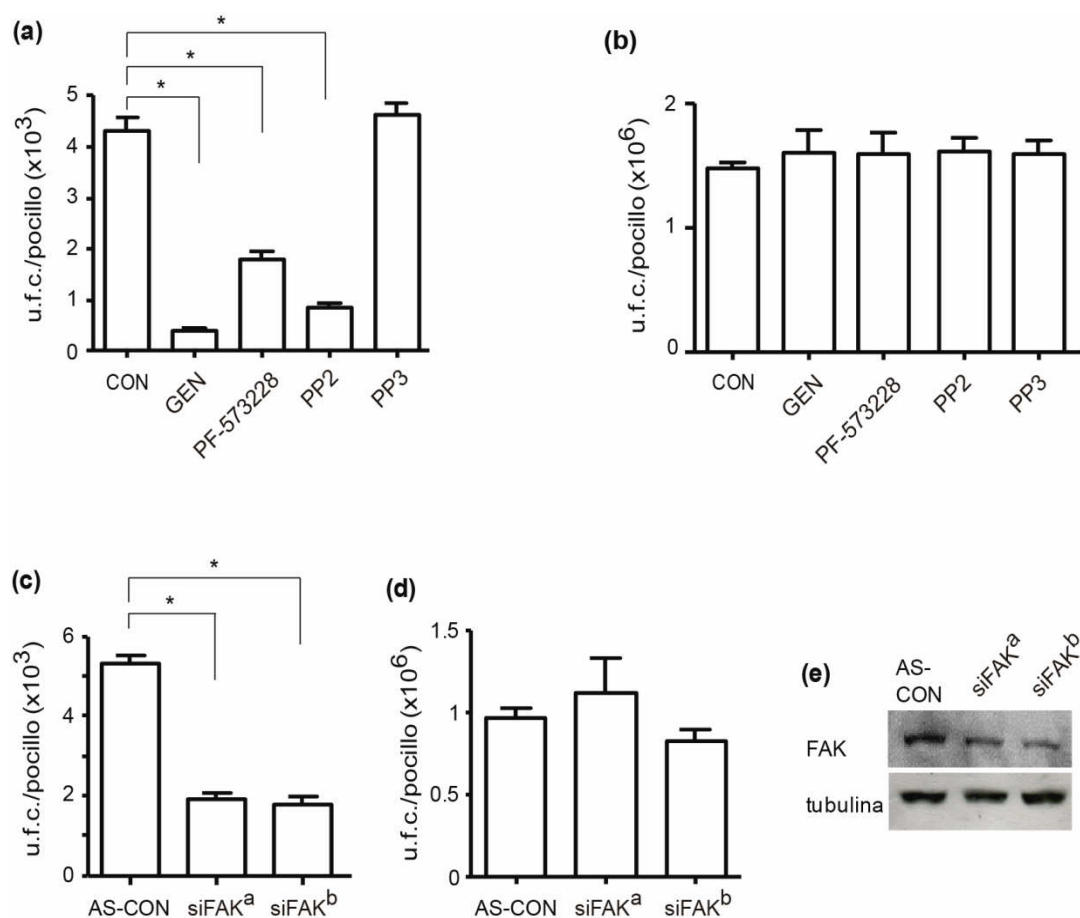 (a)
*
*
*
u.f.c./pocillo (x10³)
5
4
3
2
1
0
CON
GEN
PF-573228
PP2
PP3
(b)
u.f.c./pocillo (x10⁶)
2
1
0
CON
GEN
PF-573228
PP2
PP3
(c)
*
*
u.f.c./pocillo (x10³)
6
4
2
0
AS-CON
siFAKᵃ
siFAKᵇ
(d)
u.f.c./pocillo (x10⁶)
1.5
1
0.5
0
AS-CON
siFAKᵃ
siFAKᵇ
(e)
AS-
CON
siFAKᵃ
siFAKᵇ
FAK
tubulina